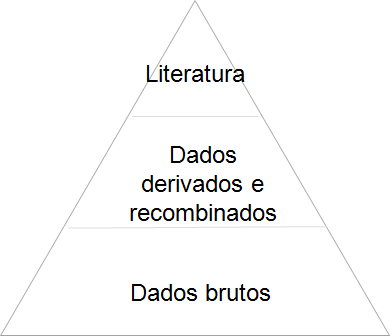 Literatura
Dados
derivados e
recombinados
Dados brutos